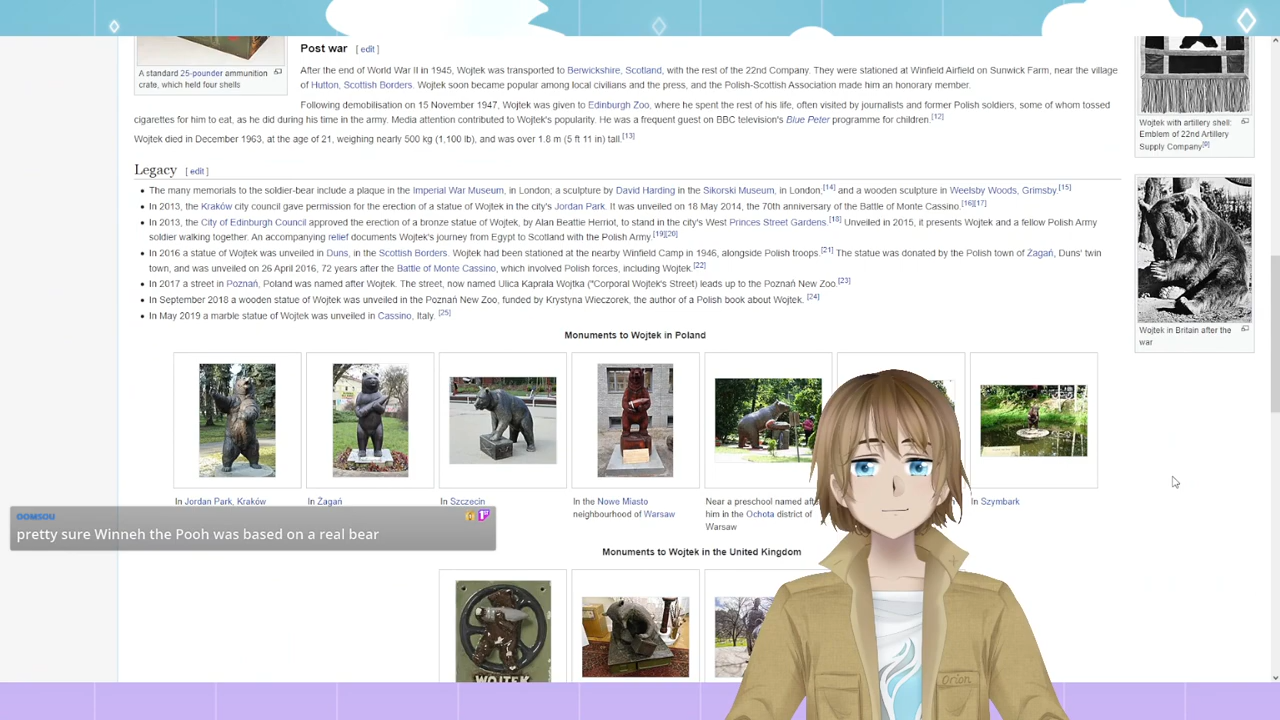 Post war [ edit ]
After the end of World War II in 1945, Wojtek was transported to Berwickshire, Scotland, with the rest of the 22nd Company. They were stationed at Winfield Airfield on Sunwick Farm, near the village
of Hutton, Scottish Borders. Wojtek soon became popular among local civilians and the press, and the Polish-Scottish Association made him an honorary member.
A standard 25-pounder ammunition
crate, which held four shells
Following demobilisation on 15 November 1947, Wojtek was given to Edinburgh Zoo, where he spent the rest of his life, often visited by journalists and former Polish soldiers, some of whom tossed
cigarettes for him to eat, as he did during his time in the army. Media attention contributed to Wojtek's popularity. He was a frequent guest on BBC television's Blue Peter programme for children.[12]
Wojtek died in December 1963, at the age of 21, weighing nearly 500 kg (1,100 lb), and was over 1.8 m (5 ft 11 in) tall.[13]
Wojtek with artillery shell:
Emblem of 22nd Artillery
Supply Company[9]
Legacy [ edit ]
• The many memorials to the soldier-bear include a plaque in the Imperial War Museum, in London; a sculpture by David Harding in the Sikorski Museum, in London,[14] and a wooden sculpture in Weelsby Woods, Grimsby.[15]
• In 2013, the Kraków city council gave permission for the erection of a statue of Wojtek in the city's Jordan Park. It was unveiled on 18 May 2014, the 70th anniversary of the Battle of Monte Cassino.[16][17]
• In 2013, the City of Edinburgh Council approved the erection of a bronze statue of Wojtek, by Alan Beattie Herriot, to stand in the city's West Princes Street Gardens.[18] Unveiled in 2015, it presents Wojtek and a fellow Polish Army
soldier walking together. An accompanying relief documents Wojtek's journey from Egypt to Scotland with the Polish Army.[19][20]
• In 2016 a statue of Wojtek was unveiled in Duns, in the Scottish Borders. Wojtek had been stationed at the nearby Winfield Camp in 1946, alongside Polish troops.[21] The statue was donated by the Polish town of Żagań, Duns' twin
town, and was unveiled on 26 April 2016, 72 years after the Battle of Monte Cassino, which involved Polish forces, including Wojtek.[22]
• In 2017 a street in Poznań, Poland was named after Wojtek. The street, now named Ulica Kaprala Wojtka ("Corporal Wojtek's Street) leads up to the Poznań New Zoo.[23]
• In September 2018 a wooden statue of Wojtek was unveiled in the Poznań New Zoo, funded by Krystyna Wieczorek, the author of a Polish book about Wojtek. [24]
• In May 2019 a marble statue of Wojtek was unveiled in Cassino, Italy. [25]
Wojtek in Britain after the
war
Monuments to Wojtek in Poland
In Jordan Park, Kraków
In Żagań
In Szczecin
In the Nowe Miasto
neighbourhood of Warsaw
Near a preschool named
him in the Ochota district of
Warsaw
In Szymbark
OOMSOU
pretty sure Winneh the Pooh was based on a real bear
Monuments to Wojtek in the United Kingdom
WOJTEK
Orion